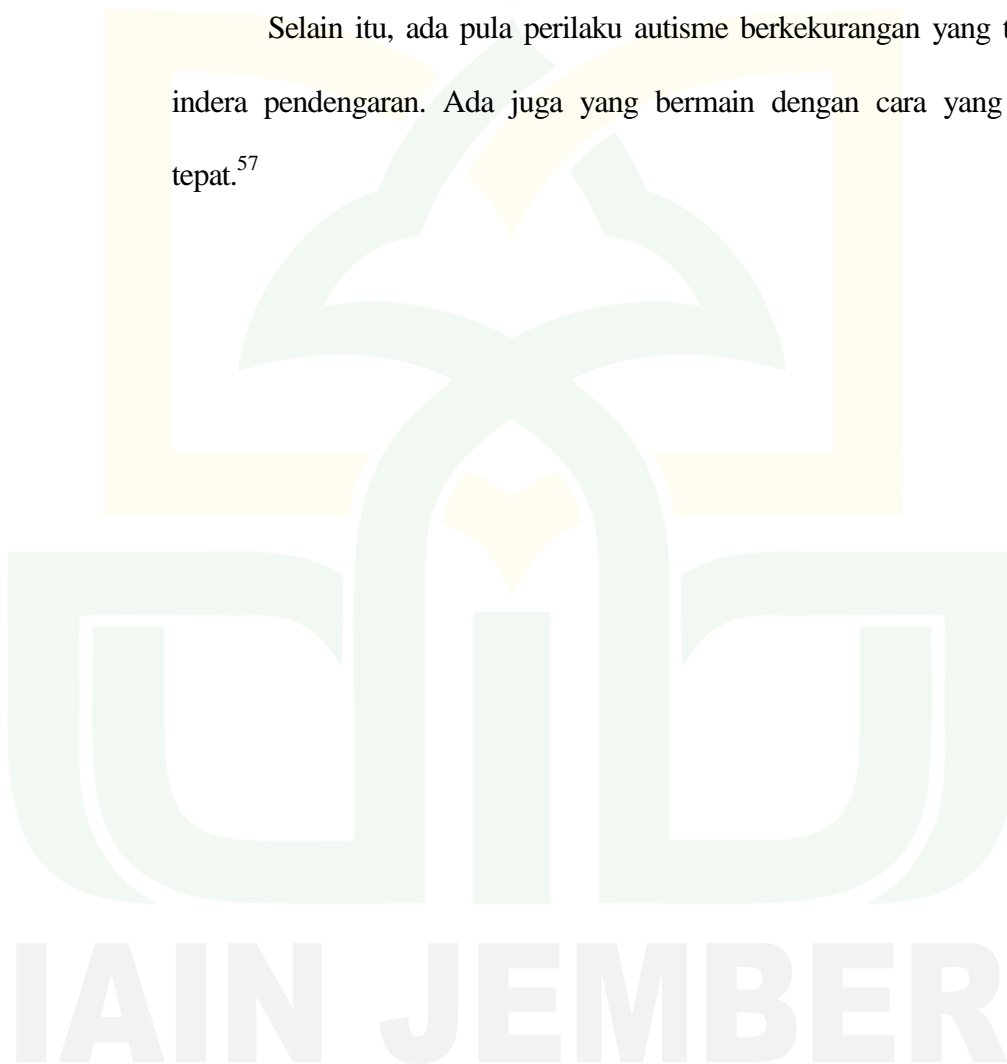 Selain itu, ada pula perilaku autisme berkekurangan yang
indera pendengaran. Ada juga yang bermain dengan cara yang
tepat.57
IAIN JEMBER